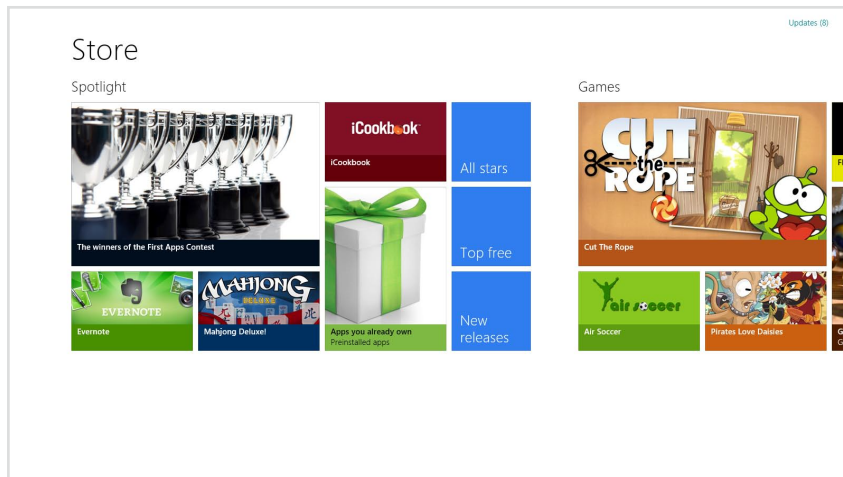 Updates (8)
Store
Spotlight
iCookbook
iCookbook
All stars
The winners of the First Apps Contest
Top free
EVERNOTE
Evernote
MAHJONG
DELUXE
Mahjong Deluxe!
Apps you already own
Preinstalled apps
New
releases
Games
CUT
the
ROPE
Cut The Rope
air soccer
Air Soccer
Pirates Love Daisies